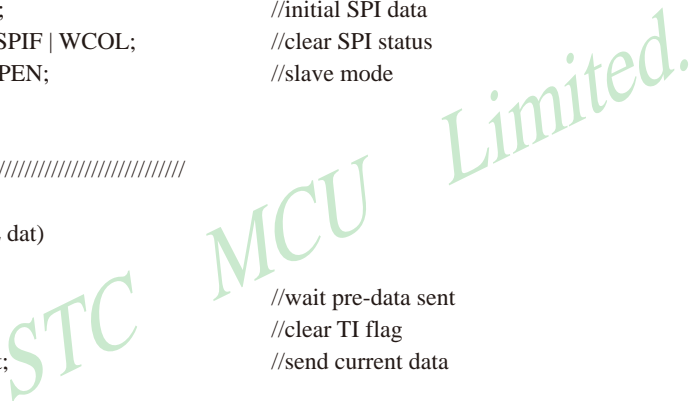 ; //initial SPI data
SPIF | WCOL; //clear SPI status
PEN; //slave mode
////////////////////////////
dat)
//wait pre-data sent
//clear TI flag
t; //send current data
STC MCU Limited.